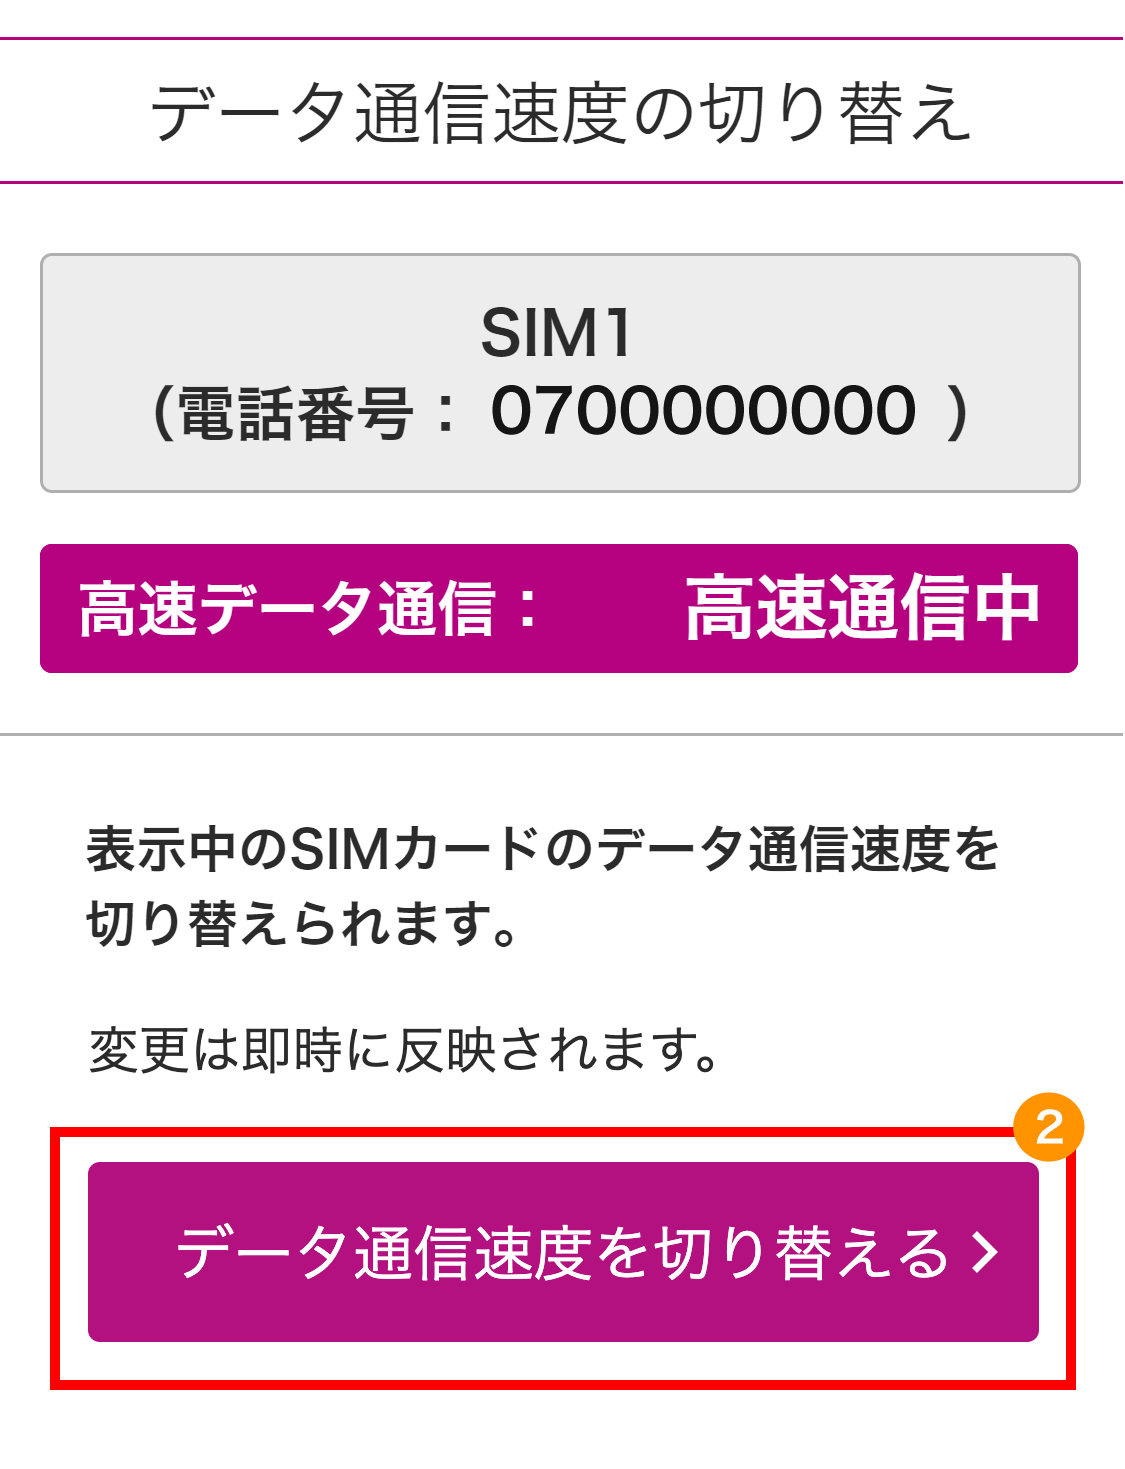 データ通信速度の切り替え
SIM1
(電話番号： 0700000000 )
高速データ通信： 高速通信中
表示中のSIMカードのデータ通信速度を
切り替えられます。
変更は即時に反映されます。
2
データ通信速度を切り替える